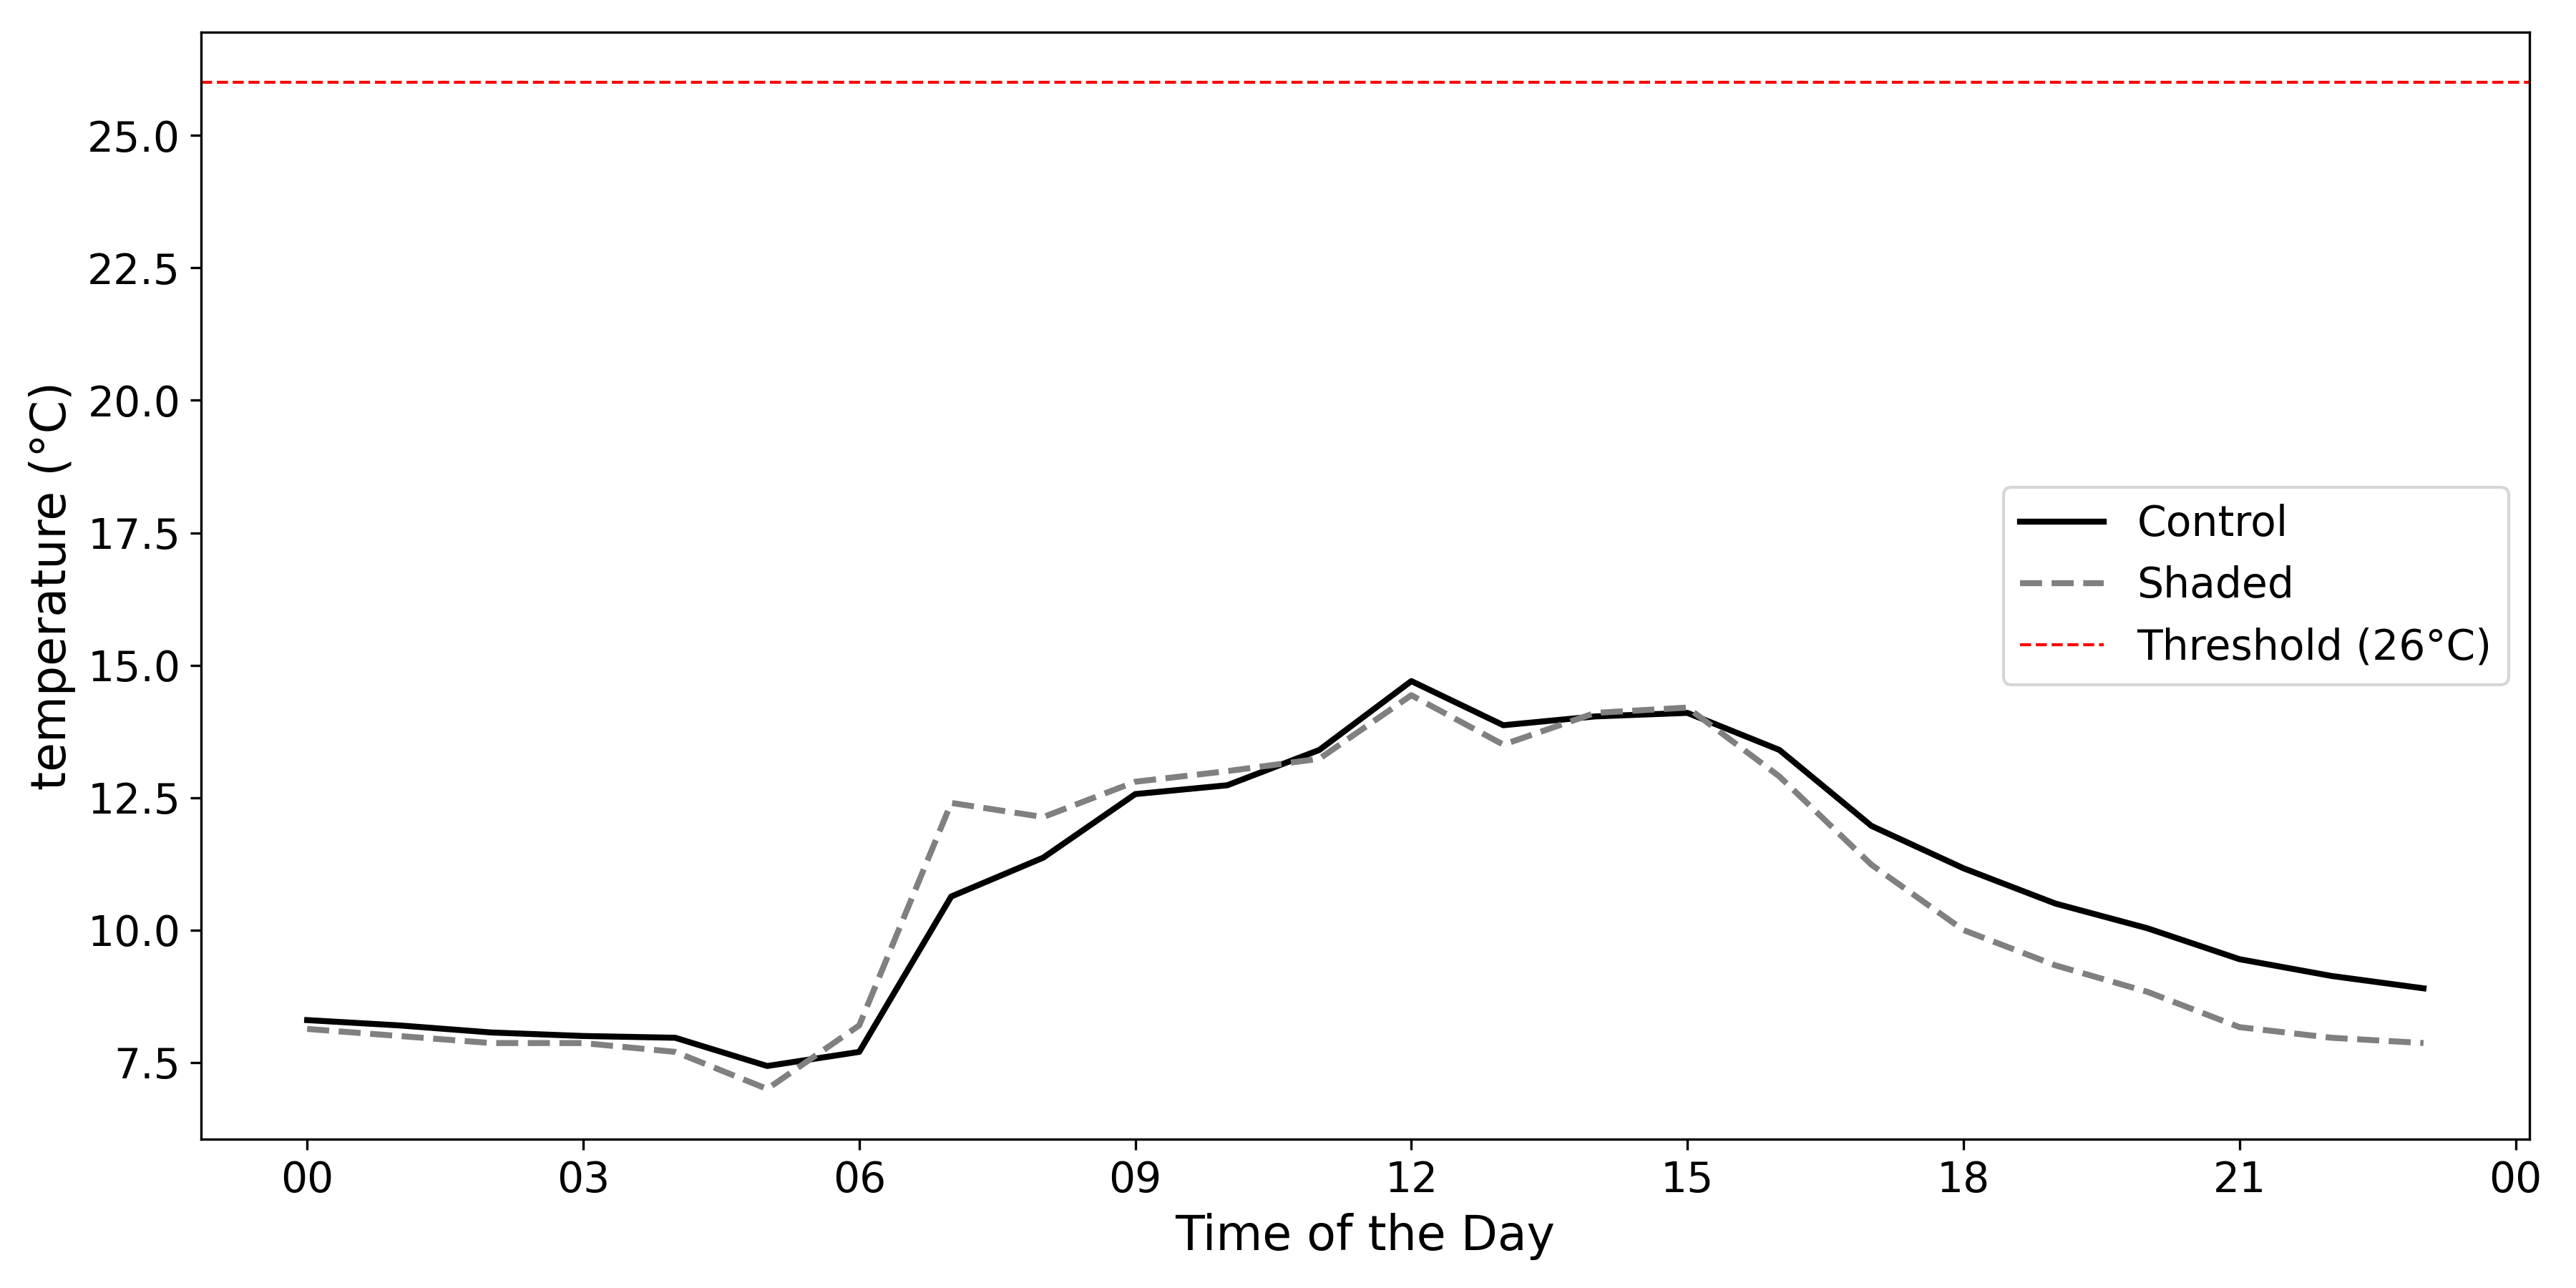 25.0
22.5
20.0
17.5
15.0
12.5
10.0
7.5
temperature (°C)
Control
Shaded
Threshold (26°C)
00 03 06 09 12 15 18 21 00
Time of the Day